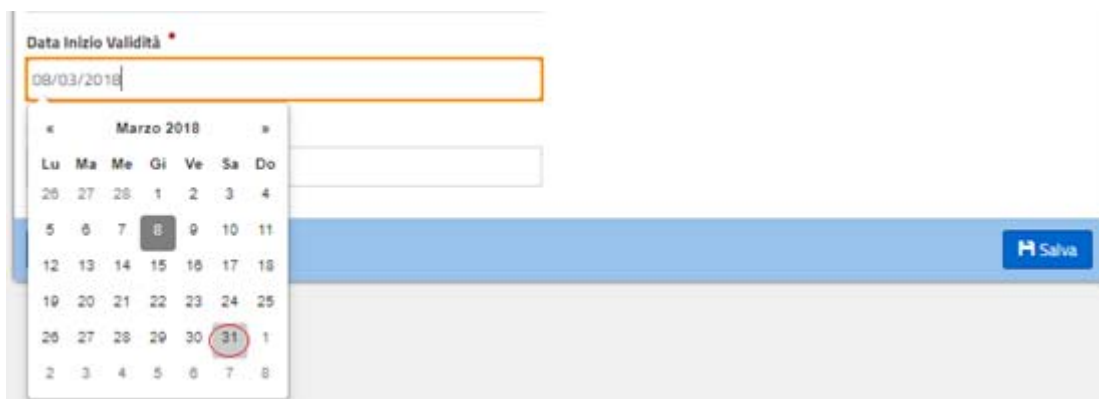 Data Inizio Validità *
08/03/2018
« Marzo 2018 »
Lu Ma Me Gi Ve Sa Do
26 27 28 1 2 3 4
5 6 7 8 9 10 11
12 13 14 15 16 17 18
19 20 21 22 23 24 25
26 27 28 29 30 31 1
2 3 4 5 6 7 8
Salva